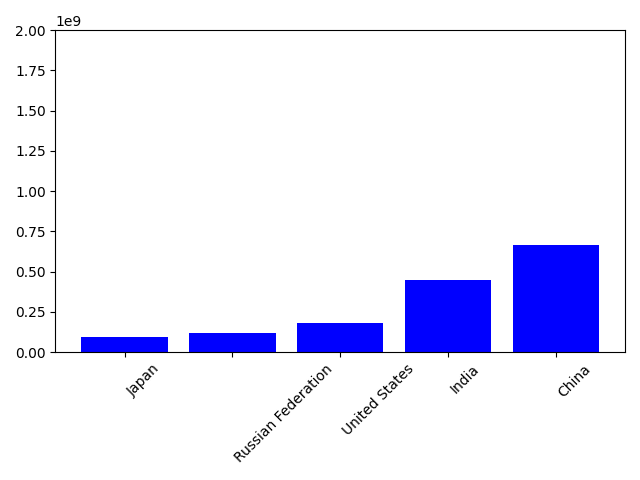 1e9
2.00
1.75
1.50
1.25
1.00
0.75
0.50
0.25
0.00
Japan
Russian Federation
United States
India
China